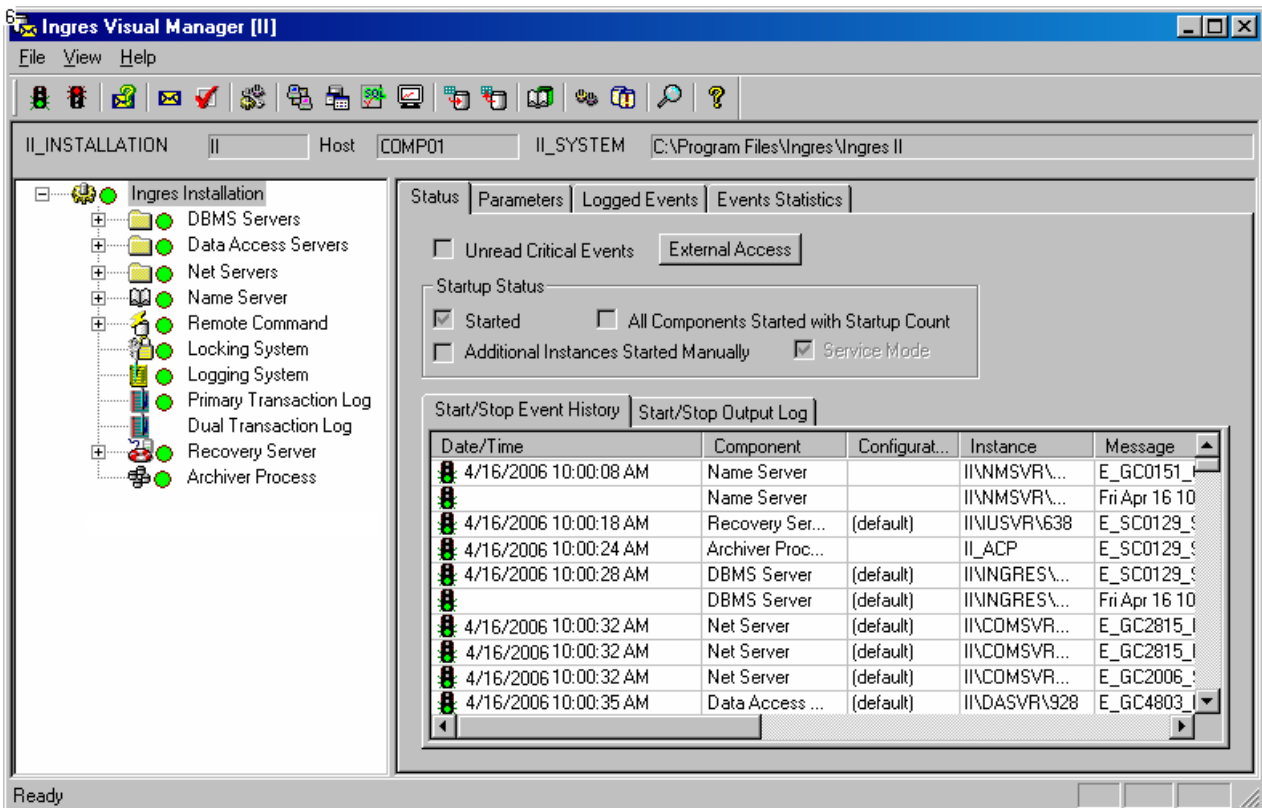 6
Ingres Visual Manager [II]
File View Help
II_INSTALLATION II Host COMP01 II_SYSTEM C:\Program Files\Ingres\Ingres II
Ingres Installation
DBMS Servers
Data Access Servers
Net Servers
Name Server
Remote Command
Locking System
Logging System
Primary Transaction Log
Dual Transaction Log
Recovery Server
Archiver Process
Status Parameters Logged Events Events Statistics
Unread Critical Events External Access
Startup Status
Started All Components Started with Startup Count
Additional Instances Started Manually Service Mode
Start/Stop Event History Start/Stop Output Log
Date/Time Component Configurat... Instance Message
4/16/2006 10:00:08 AM Name Server II\NMSVR\... E_GC0151_
Name Server II\NMSVR\... Fri Apr 16 10
4/16/2006 10:00:18 AM Recovery Ser... (default) II\IUSVR\638 E_SC0129_
4/16/2006 10:00:24 AM Archiver Proc... II_ACP E_SC0129_
4/16/2006 10:00:28 AM DBMS Server (default) II\INGRES\... E_SC0129_
DBMS Server (default) II\INGRES\... Fri Apr 16 10
4/16/2006 10:00:32 AM Net Server (default) II\COMSVR... E_GC2815_
4/16/2006 10:00:32 AM Net Server (default) II\COMSVR... E_GC2815_
4/16/2006 10:00:32 AM Net Server (default) II\COMSVR... E_GC2006_
4/16/2006 10:00:35 AM Data Access ... (default) II\DASVR\928 E_GC4803_
Ready